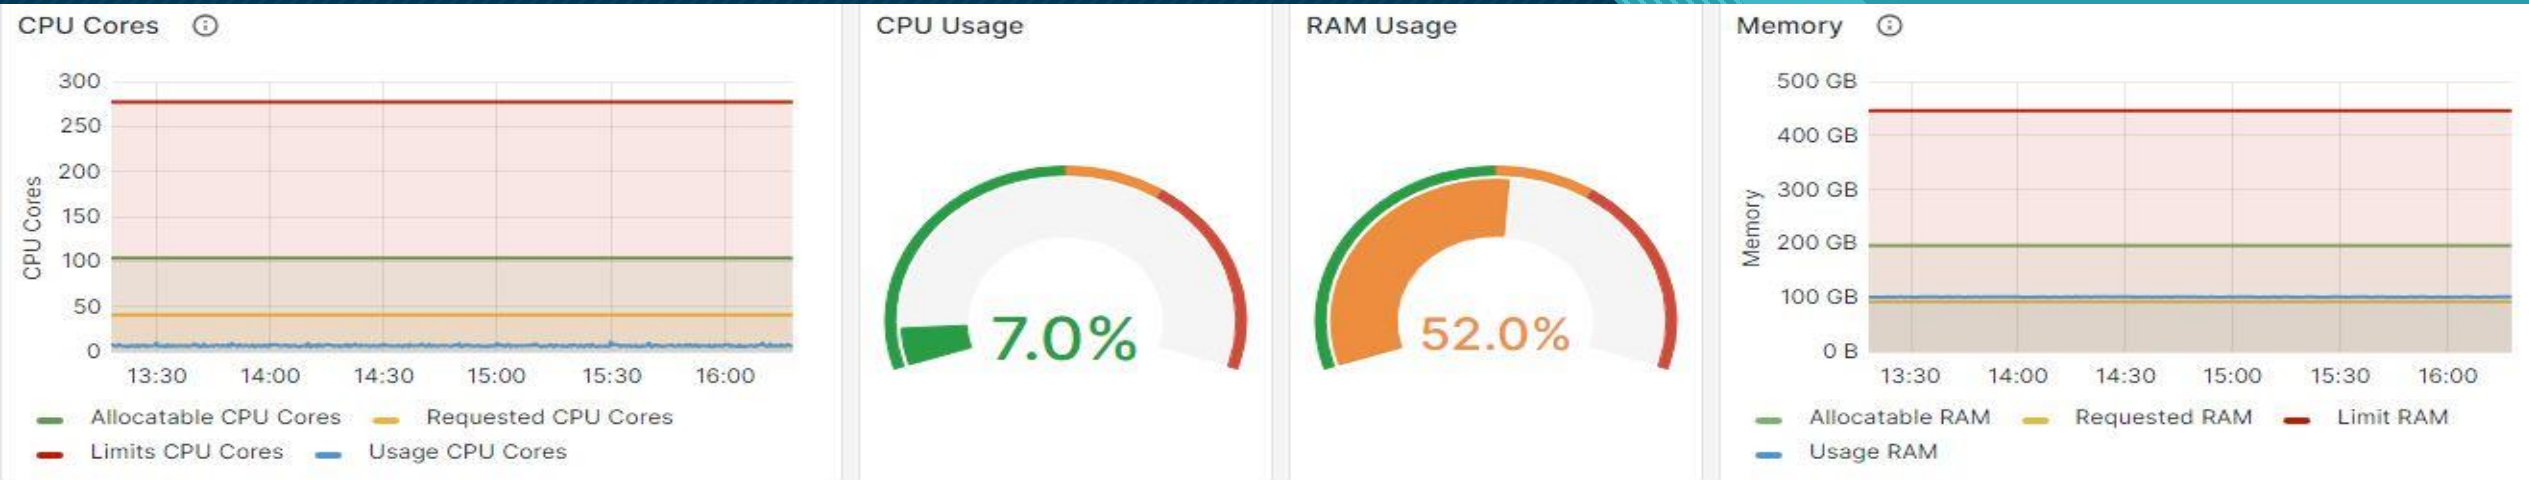 CPU Cores
300
250
200
150
100
50
0
CPU Cores
13:30 14:00 14:30 15:00 15:30 16:00
Allocatable CPU Cores Requested CPU Cores
Limits CPU Cores Usage CPU Cores
CPU Usage
7.0%
RAM Usage
52.0%
Memory
500 GB
400 GB
300 GB
200 GB
100 GB
0 B
Memory
13:30 14:00 14:30 15:00 15:30 16:00
Allocatable RAM Requested RAM Limit RAM
Usage RAM